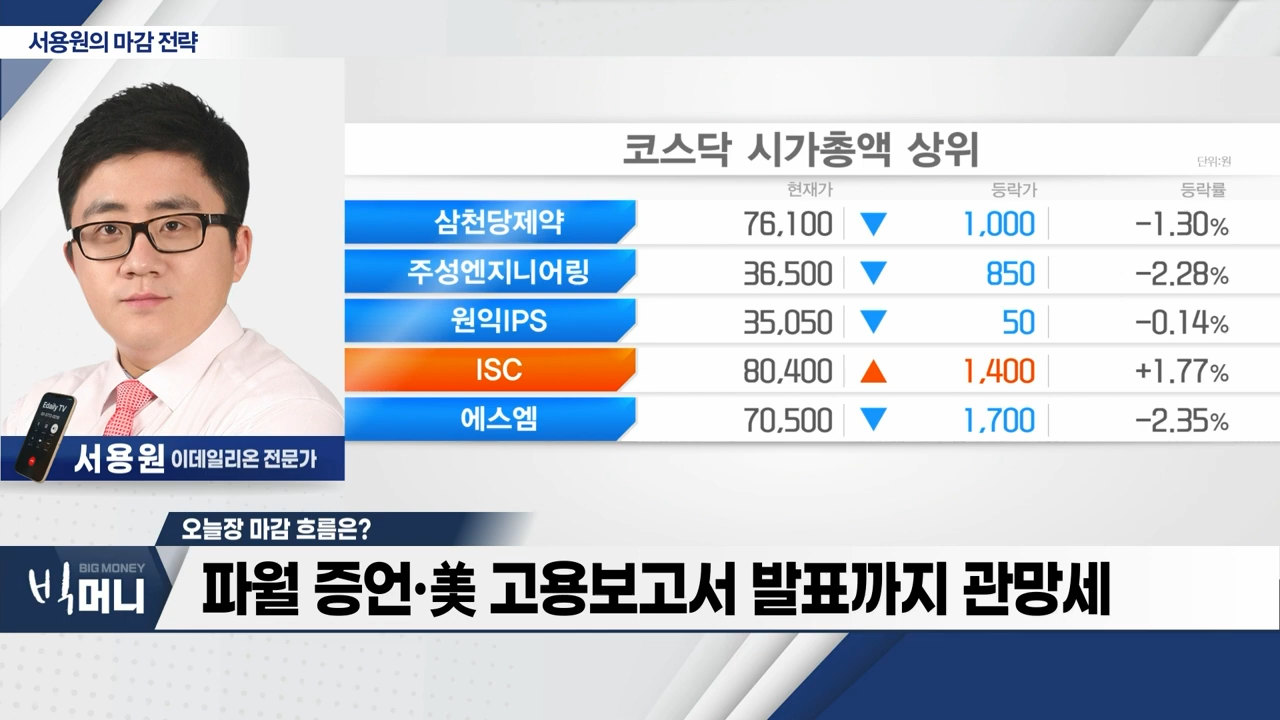 서용원의 마감 전략
코스닥 시가총액 상위
단위:원
현재가 등락가 등락률
삼천당제약 76,100 ▼ 1,000 -1.30%
주성엔지니어링 36,500 ▼ 850 -2.28%
원익IPS 35,050 ▼ 50 -0.14%
ISC 80,400 ▲ 1,400 +1.77%
에스엠 70,500 ▼ 1,700 -2.35%
Edaily TV
서용원 이데일리온 전문가
오늘장 마감 흐름은?
BIG MONEY
빅머니
파월 증언·美 고용보고서 발표까지 관망세